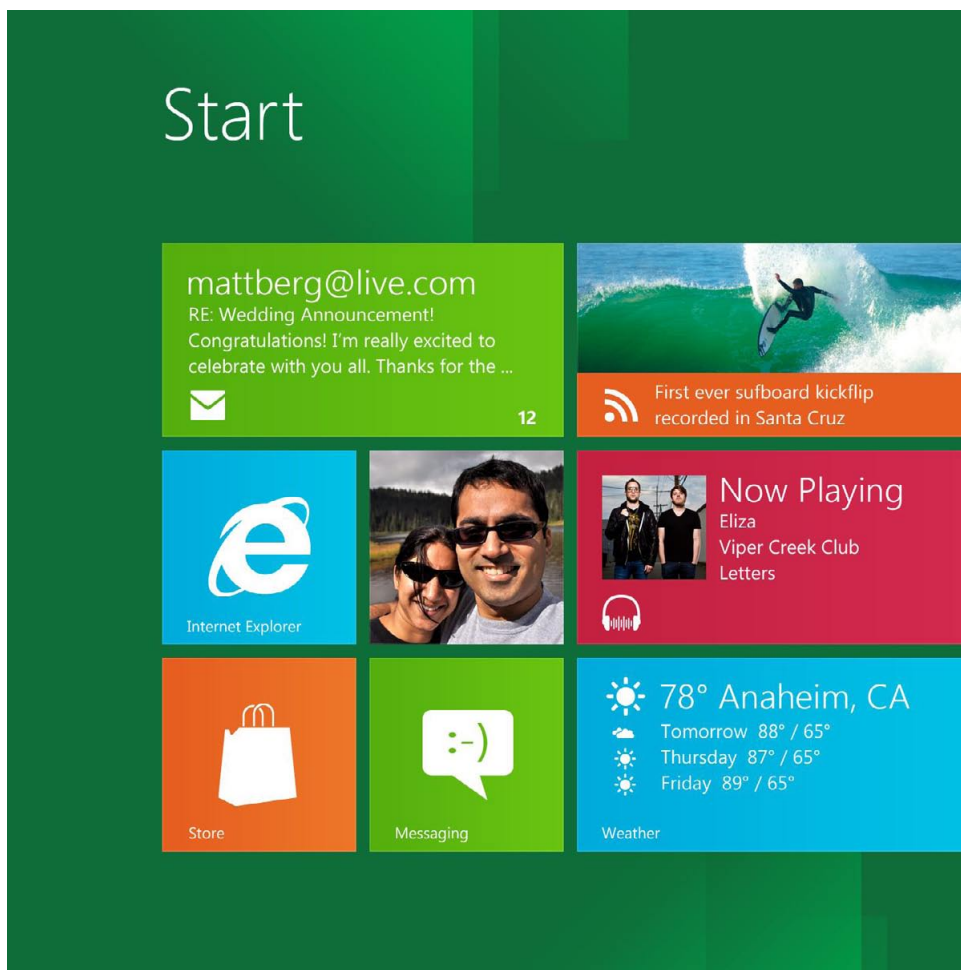 Start
mattberg@live.com
RE: Wedding Announcement!
Congratulations! I'm really excited to
celebrate with you all. Thanks for the ...
12
First ever sufboard kickflip
recorded in Santa Cruz
Internet Explorer
Now Playing
Eliza
Viper Creek Club
Letters
Store
:-)
Messaging
78° Anaheim, CA
Tomorrow 88° / 65°
Thursday 87° / 65°
Friday 89° / 65°
Weather